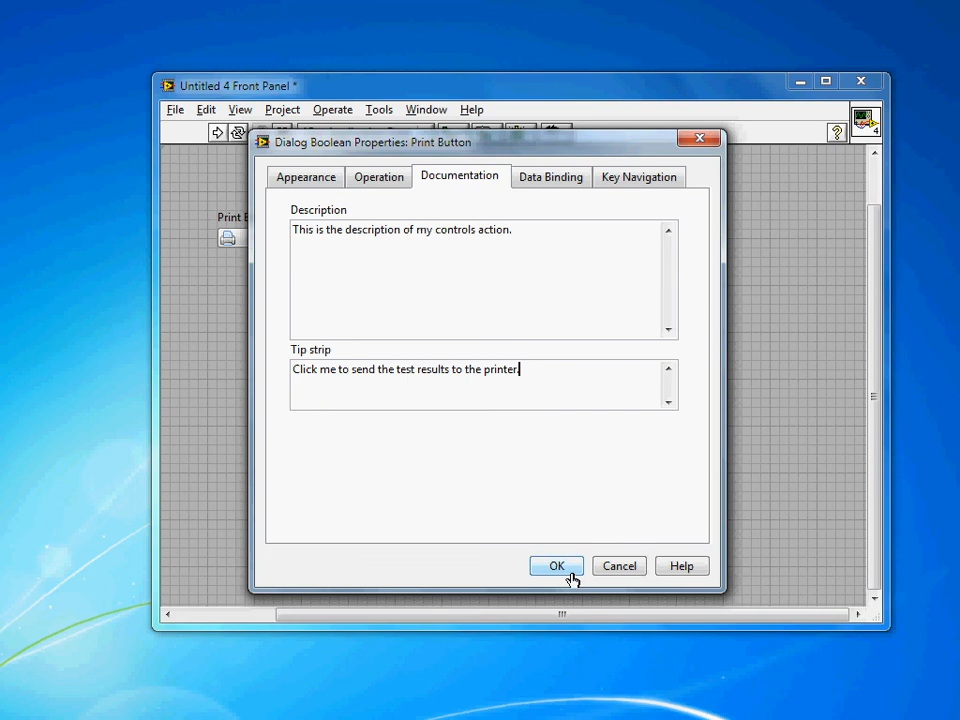 Untitled 4 Front Panel *
File Edit View Project Operate Tools Window Help
4
Dialog Boolean Properties: Print Button
Appearance Operation Documentation Data Binding Key Navigation
Print
Description
This is the description of my controls action.
Tip strip
Click me to send the test results to the printer.
OK Cancel Help